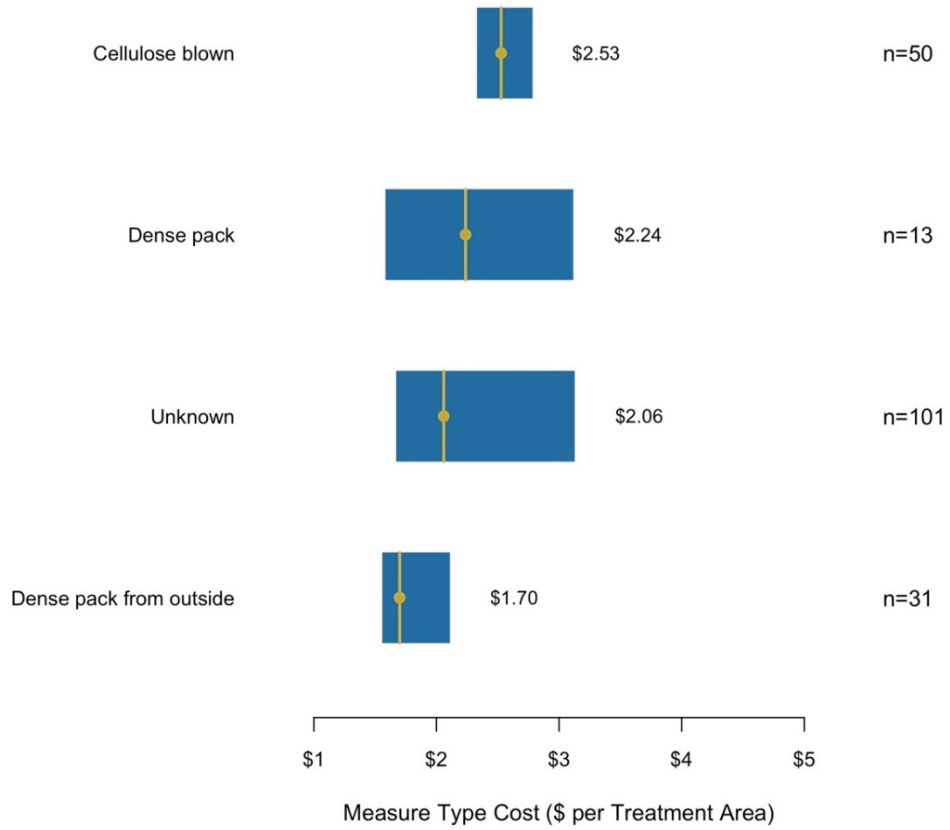 Cellulose blown $2.53 n=50
Dense pack $2.24 n=13
Unknown $2.06 n=101
Dense pack from outside $1.70 n=31
$1 $2 $3 $4 $5
Measure Type Cost ($ per Treatment Area)